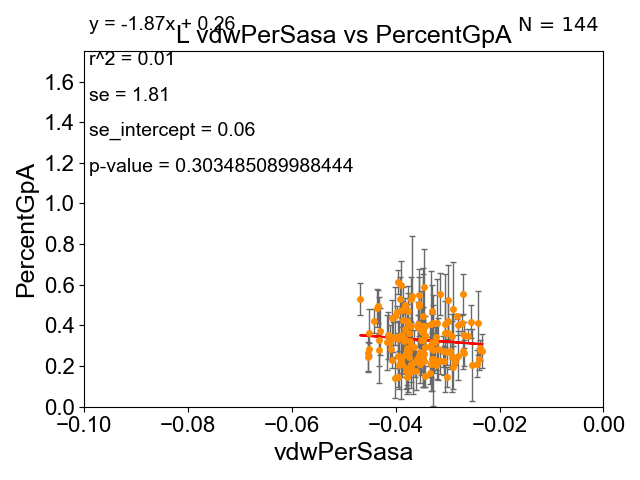 y = -1.87x + 0.26
L vdwPerSasa vs PercentGpA
N = 144
r^2 = 0.01
se = 1.81
se_intercept = 0.06
p-value = 0.303485089988444
PercentGpA
1.6
1.4
1.2
1.0
0.8
0.6
0.4
0.2
0.0
−0.10
−0.08
−0.06
−0.04
−0.02
0.00
vdwPerSasa